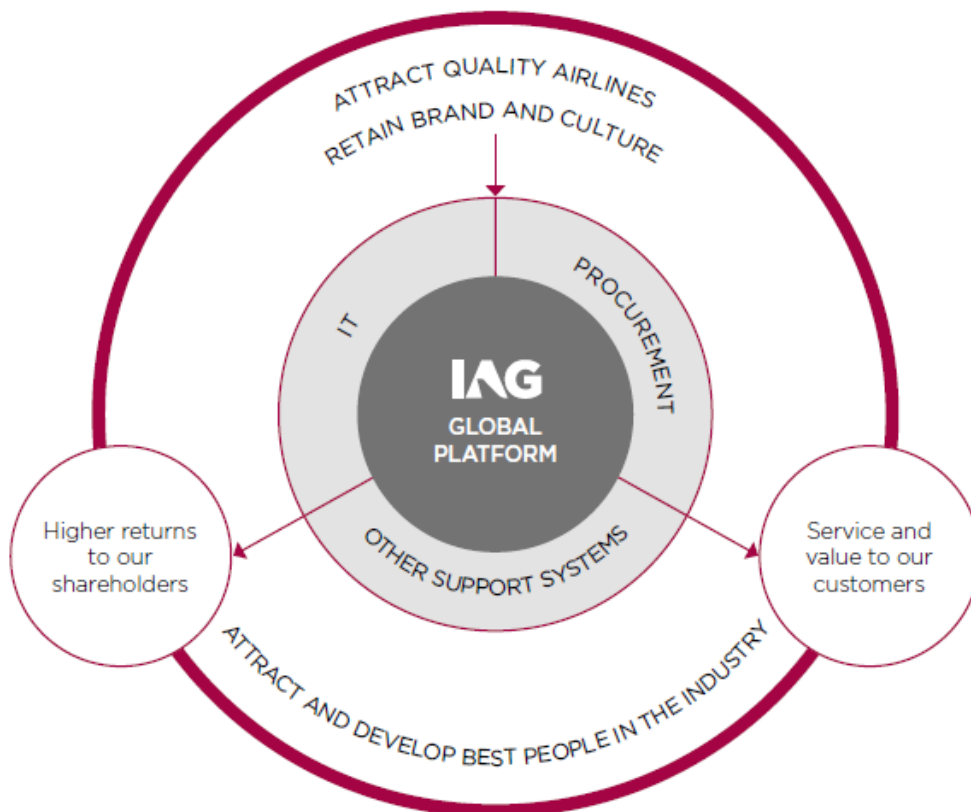 ATTRACT QUALITY AIRLINES
RETAIN BRAND AND CULTURE
IT
PROCUREMENT
IAG
GLOBAL
PLATFORM
OTHER SUPPORT SYSTEMS
Higher returns
to our
shareholders
Service and
value to our
customers
ATTRACT AND DEVELOP BEST PEOPLE IN THE INDUSTRY